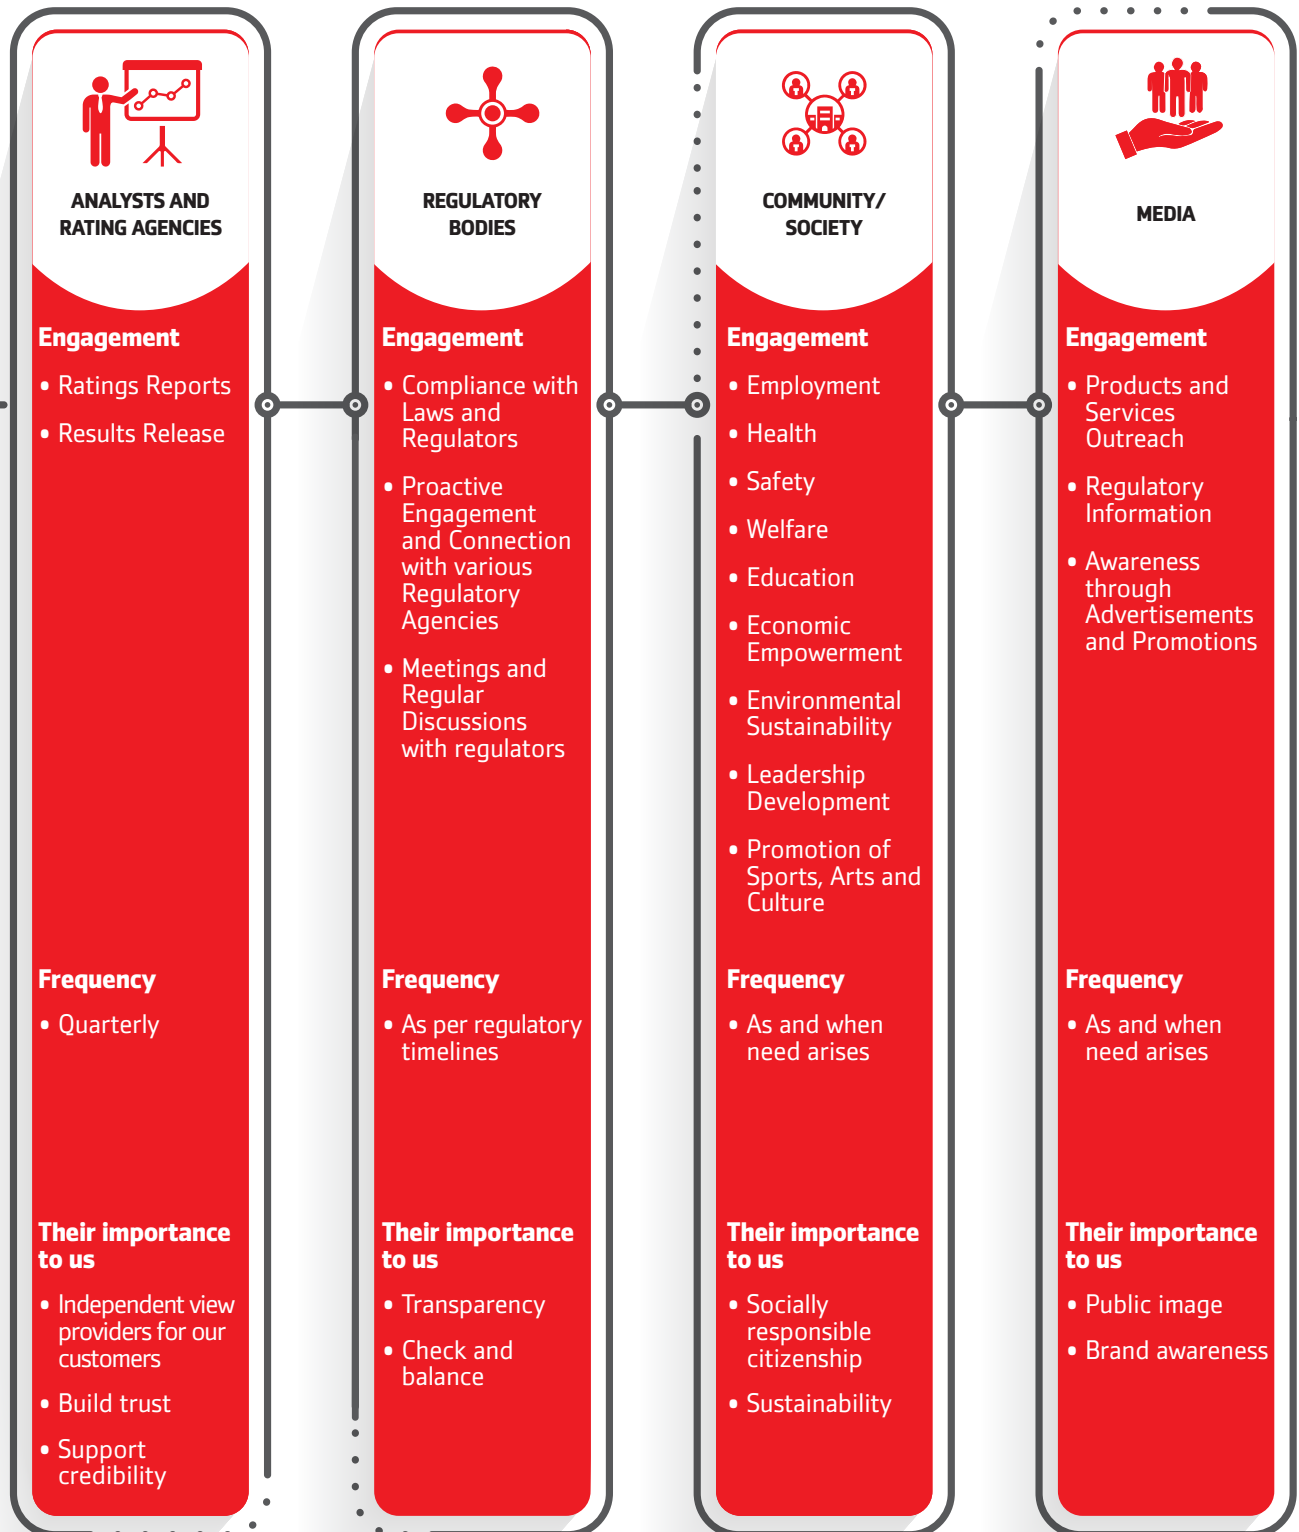 ANALYSTS AND
RATING AGENCIES
Engagement
• Ratings Reports
• Results Release
Frequency
• Quarterly
Their importance
to us
• Independent view
providers for our
customers
• Build trust
• Support
credibility
REGULATORY
BODIES
Engagement
• Compliance with
Laws and
Regulators
• Proactive
Engagement
and Connection
with various
Regulatory
Agencies
• Meetings and
Regular
Discussions
with regulators
Frequency
• As per regulatory
timelines
Their importance
to us
• Transparency
• Check and
balance
COMMUNITY/
SOCIETY
Engagement
• Employment
• Health
• Safety
• Welfare
• Education
• Economic
Empowerment
• Environmental
Sustainability
• Leadership
Development
• Promotion of
Sports, Arts and
Culture
Frequency
• As and when
need arises
Their importance
to us
• Socially
responsible
citizenship
• Sustainability
MEDIA
Engagement
• Products and
Services
Outreach
• Regulatory
Information
• Awareness
through
Advertisements
and Promotions
Frequency
• As and when
need arises
Their importance
to us
• Public image
• Brand awareness